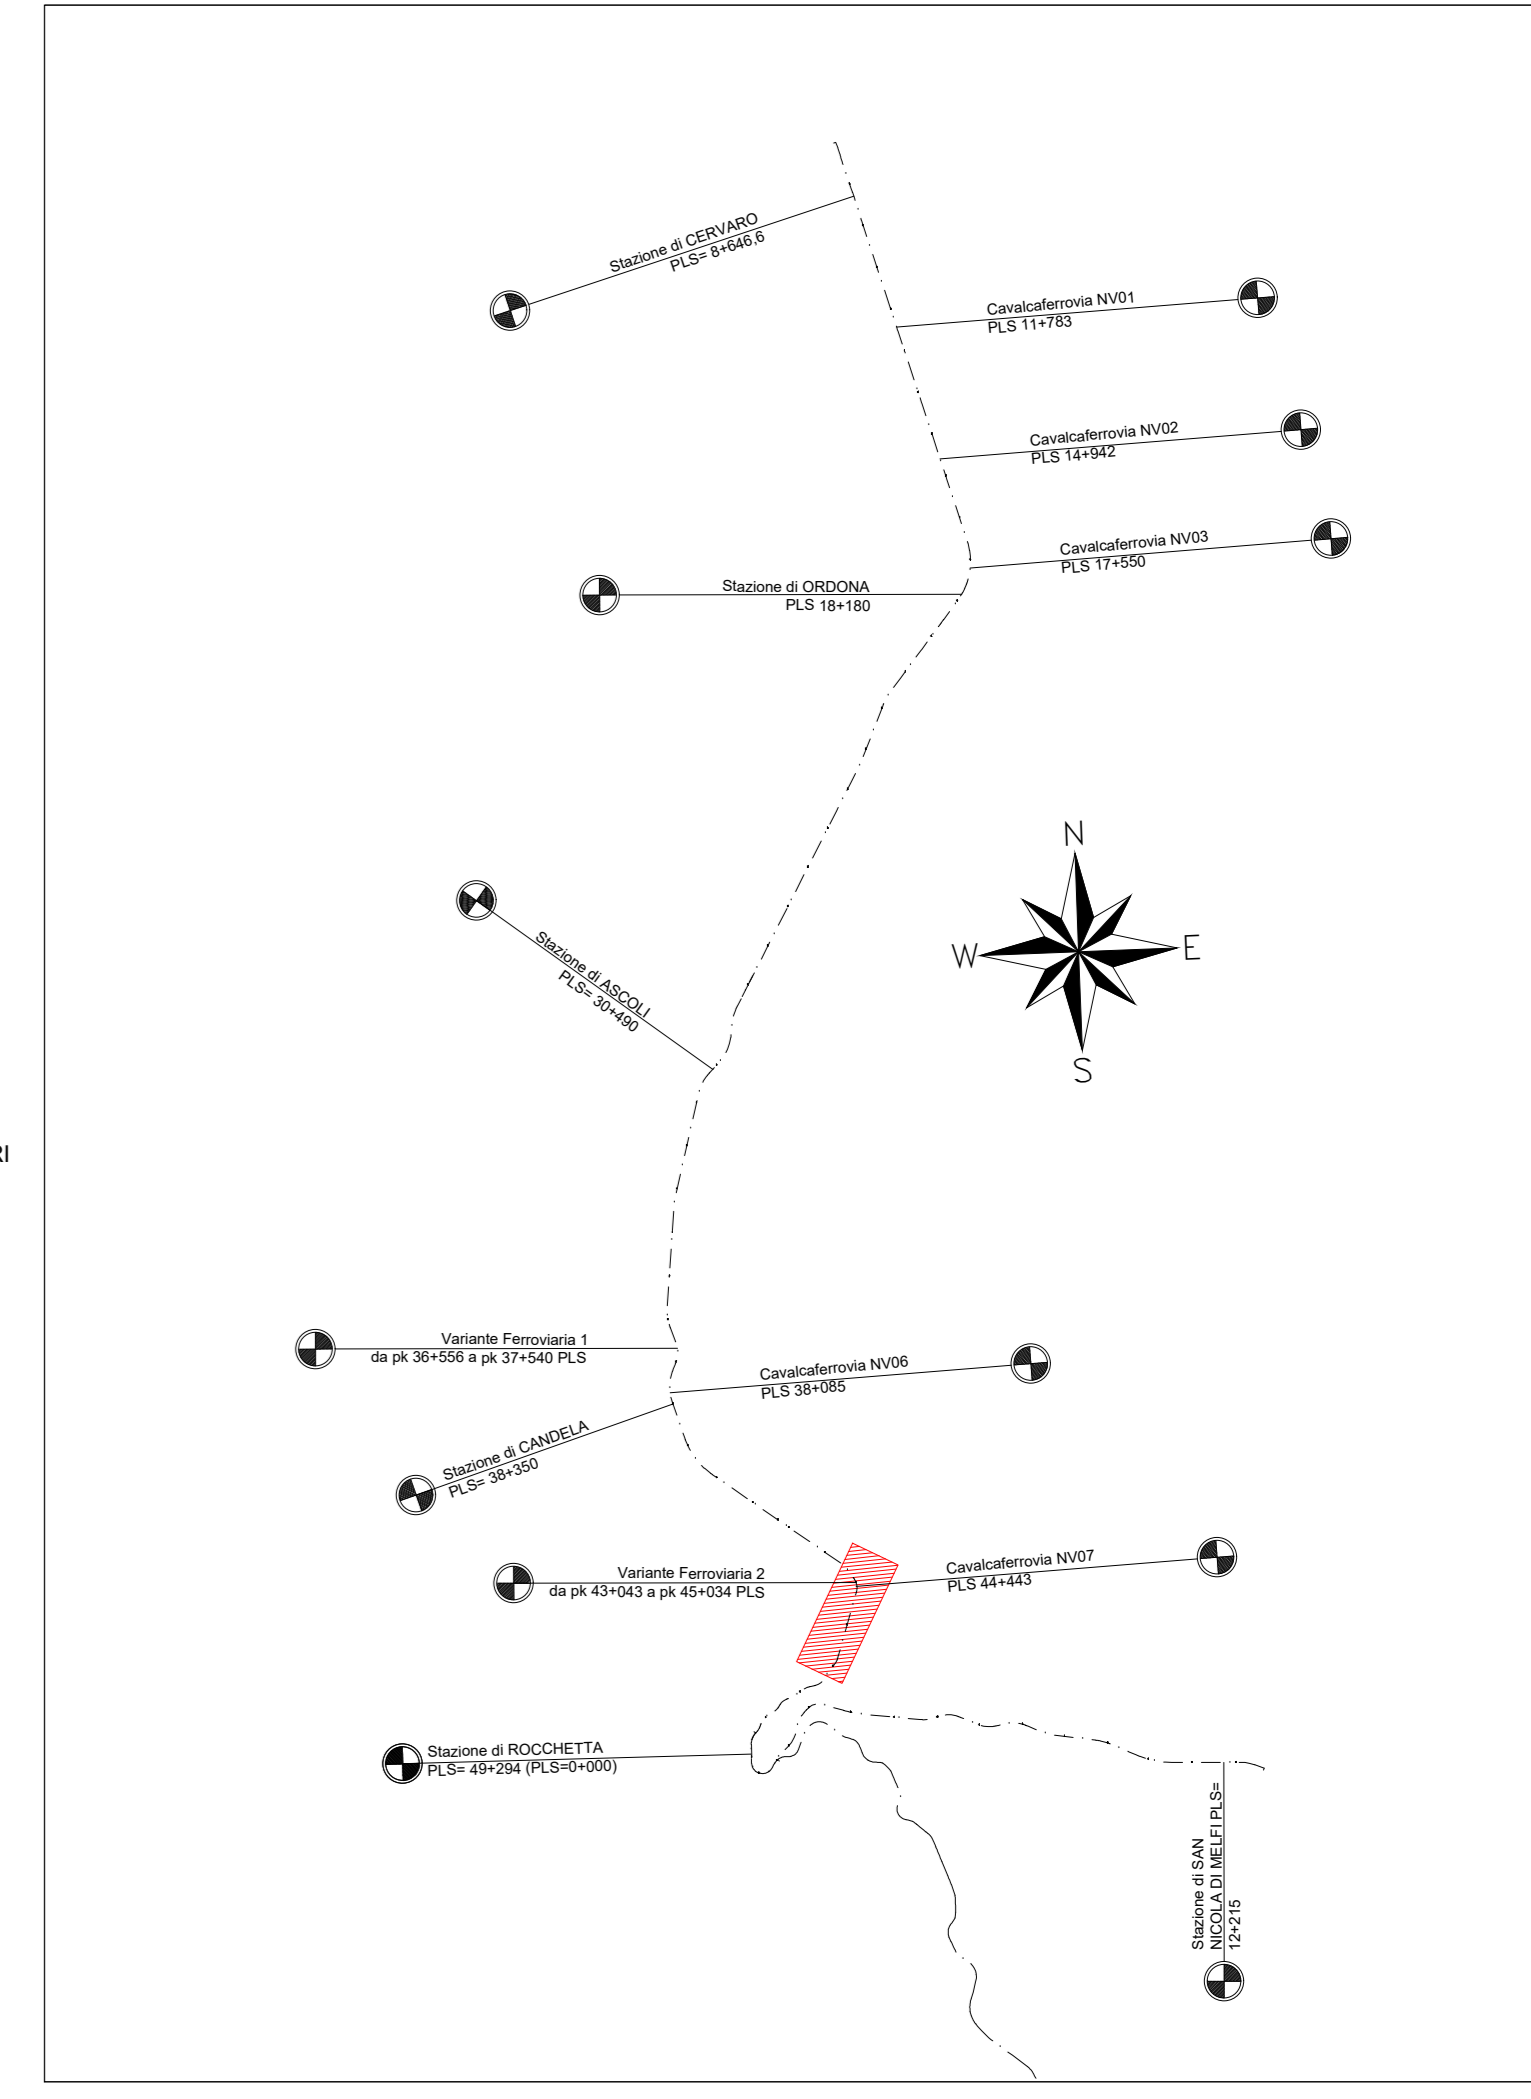 Stazione di CERVARO
PLS= 8+646,6
Cavalcaferrovia NV01
PLS 11+783
Cavalcaferrovia NV02
PLS 14+942
Cavalcaferrovia NV03
PLS 17+550
Stazione di ORDONA
PLS 18+180
N
W
E
S
Stazione di ASCOLI
PLS= 30+490
RI
Variante Ferroviaria 1
da pk 36+556 a pk 37+540 PLS
Cavalcaferrovia NV06
PLS 38+085
Stazione di CANDELA
PLS= 38+350
Variante Ferroviaria 2
da pk 43+043 a pk 45+034 PLS
Cavalcaferrovia NV07
PLS 44+443
Stazione di ROCCHETTA
PLS= 49+294 (PLS=0+000)
Stazione di SAN
NICOLA DI MELFI PLS=
12+215